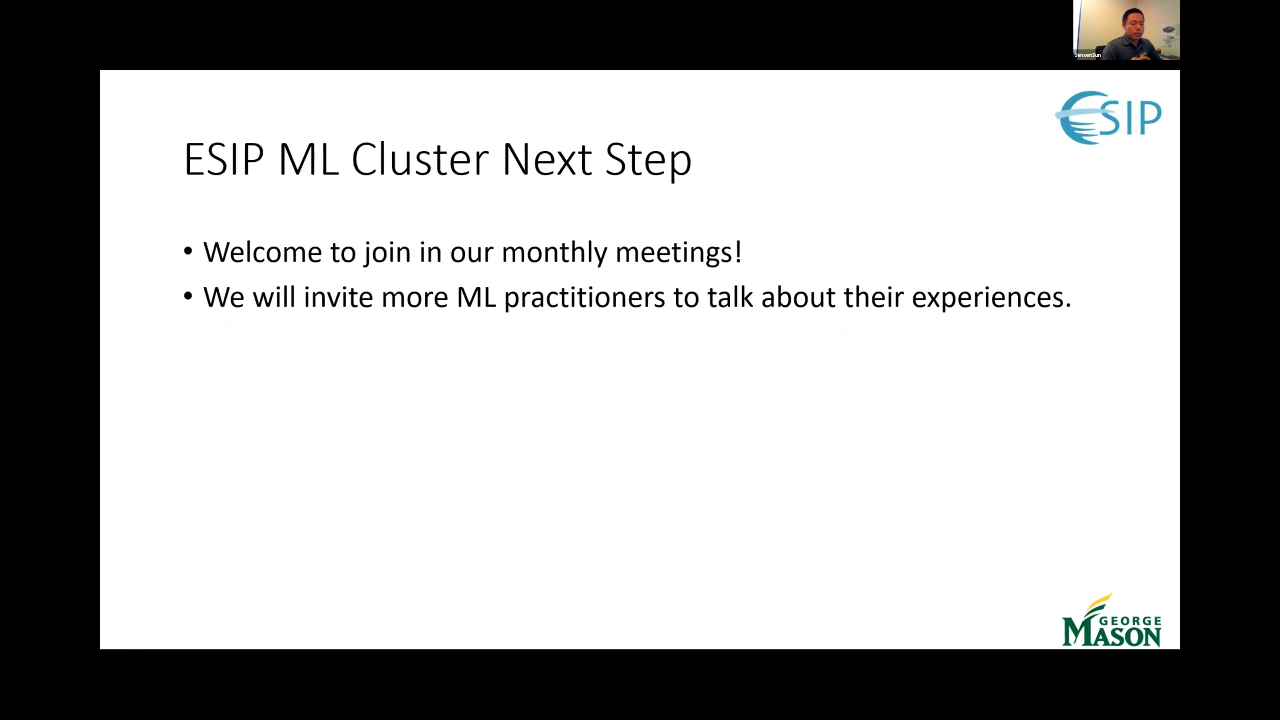 JensenSun
ESIP
ESIP ML Cluster Next Step
• Welcome to join in our monthly meetings!
• We will invite more ML practitioners to talk about their experiences.
GEORGE
MASON